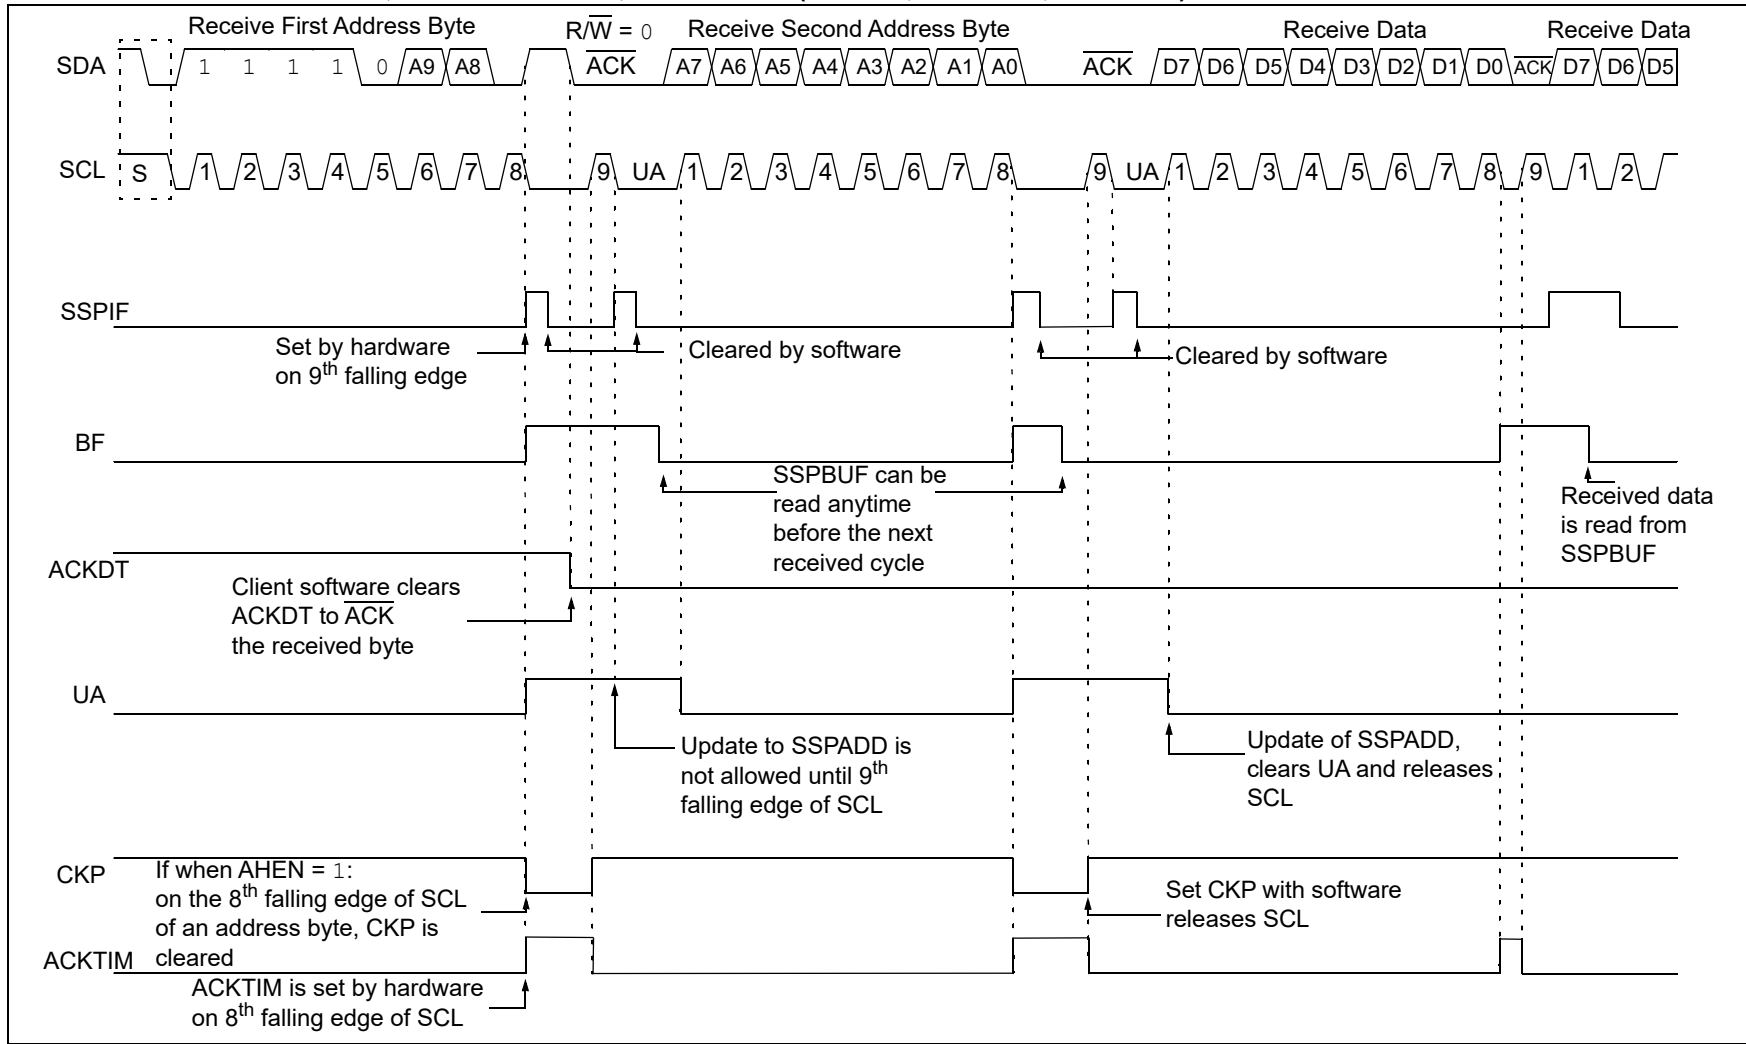 Receive First Address Byte
R/W = 0
Receive Second Address Byte
Receive Data
Receive Data
SDA 1 1 1 1 0 A9 A8 ACK A7 A6 A5 A4 A3 A2 A1 A0 ACK D7 D6 D5 D4 D3 D2 D1 D0 ACK D7 D6 D5
SCL S 1 2 3 4 5 6 7 8 9 UA 1 2 3 4 5 6 7 8 9 UA 1 2 3 4 5 6 7 8 9 1 2
SSPIF
Set by hardware
on 9th falling edge
Cleared by software
Cleared by software
BF
SSPBUF can be
read anytime
before the next
received cycle
Received data
is read from
SSPBUF
ACKDT
Client software clears
ACKDT to ACK
the received byte
UA
Update to SSPADD is
not allowed until 9th
falling edge of SCL
Update of SSPADD,
clears UA and releases
SCL
CKP
If when AHEN = 1:
on the 8th falling edge of SCL
of an address byte, CKP is
cleared
Set CKP with software
releases SCL
ACKTIM
ACKTIM is set by hardware
on 8th falling edge of SCL